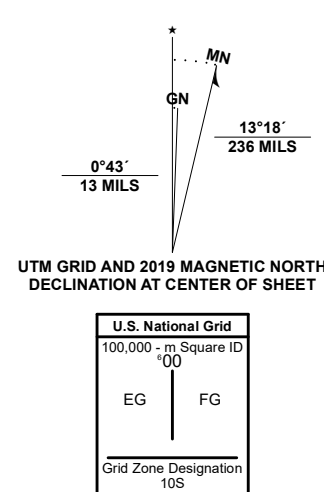 ★
MN
GN
13°18´
236 MILS
0°43´
13 MILS
UTM GRID AND 2019 MAGNETIC NORTH
DECLINATION AT CENTER OF SHEET
U.S. National Grid
100,000 - m Square ID
⁶00
EG FG
Grid Zone Designation
10S